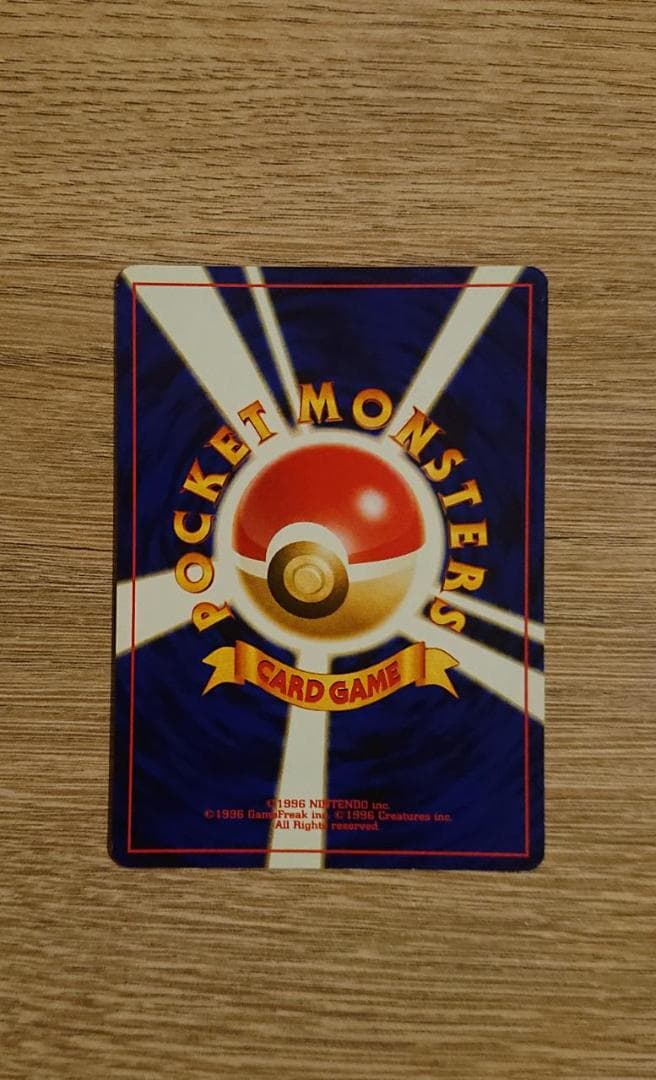 POCKET MONSTERS
CARD GAME
©1996 NINTENDO inc.
©1996 GameFreak inc. ©1996 Creatures inc.
All Rights reserved.